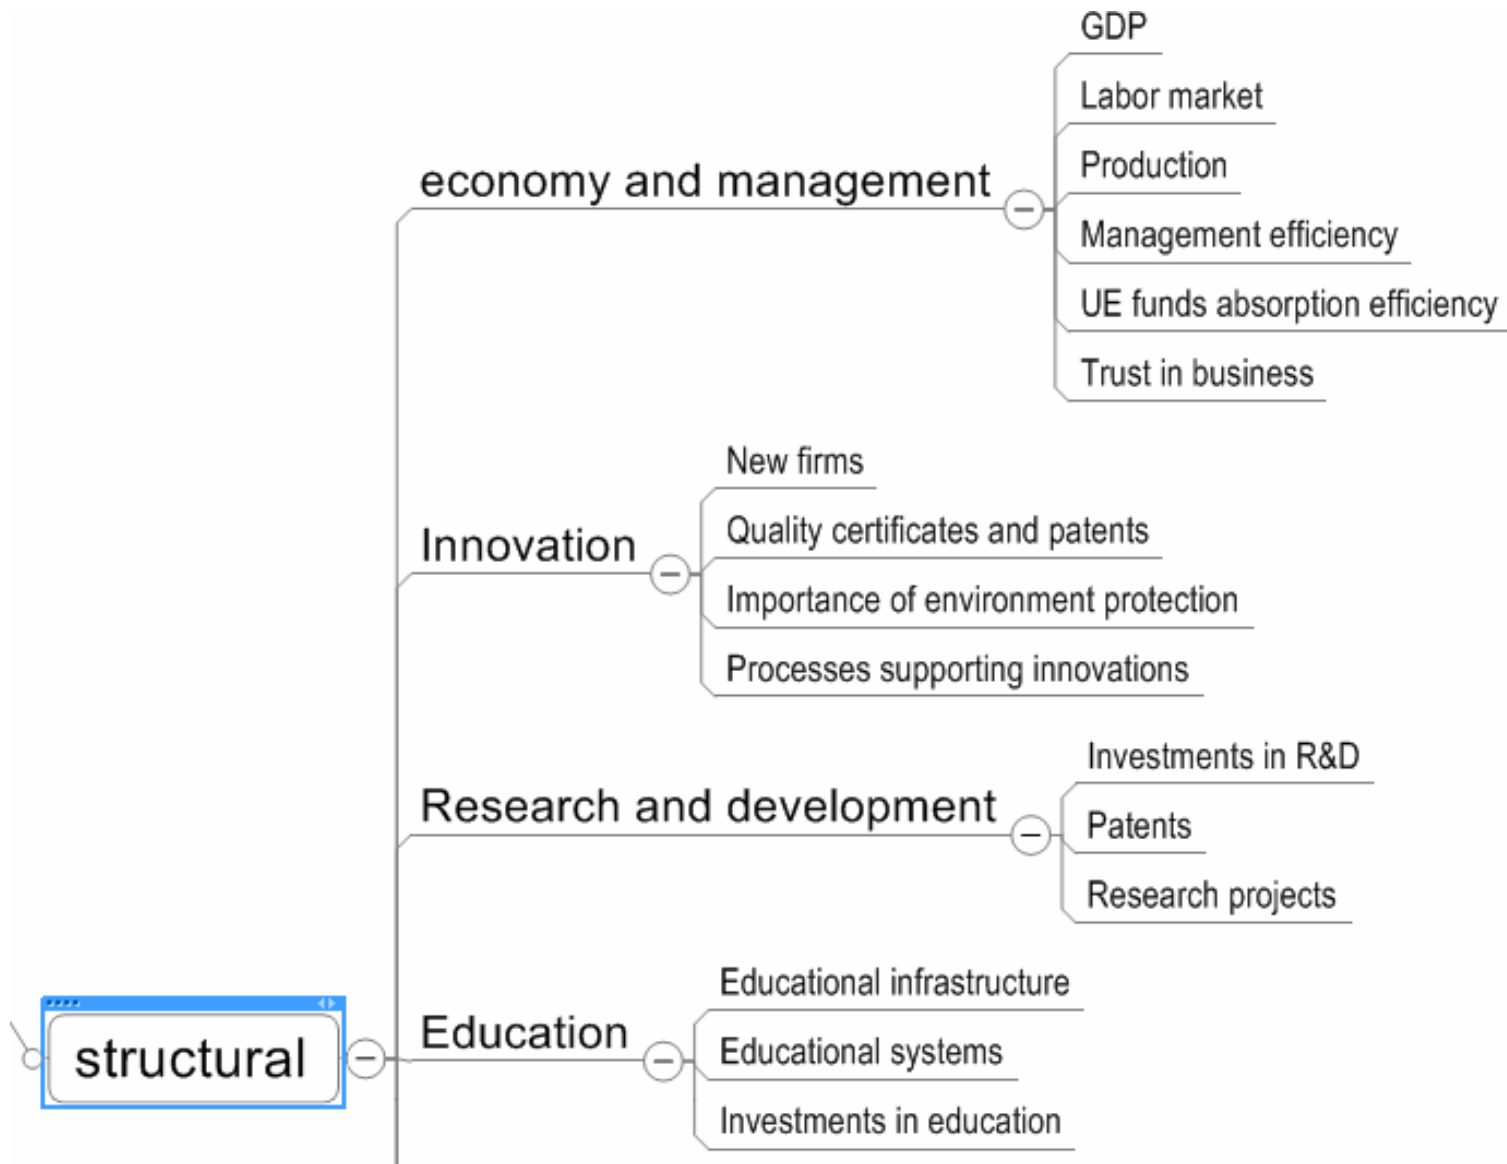 GDP
Labor market
Production
economy and management
Management efficiency
UE funds absorption efficiency
Trust in business
New firms
Quality certificates and patents
Innovation
Importance of environment protection
Processes supporting innovations
Investments in R&D
Research and development
Patents
Research projects
Educational infrastructure
Education
Educational systems
structural
Investments in education